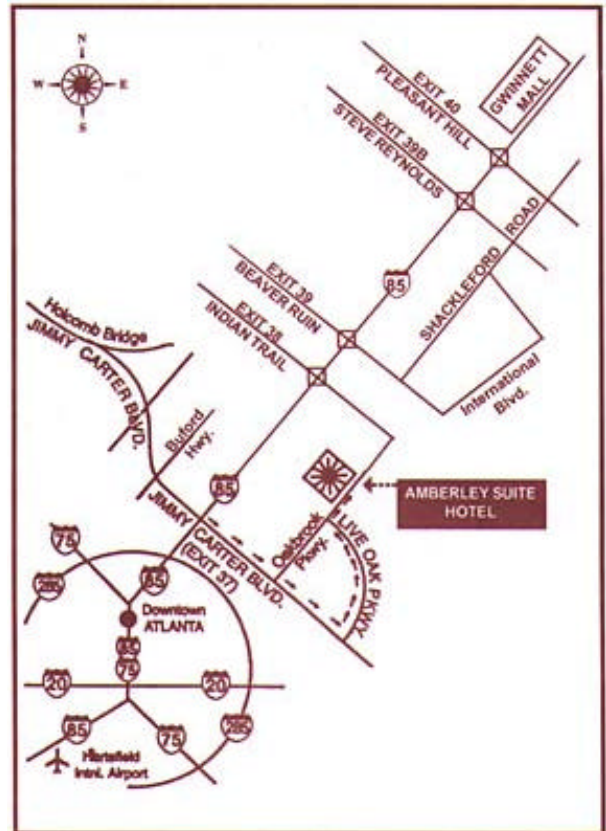 N
W E
S
EXIT 40
PLEASANT HILL
GWINNETT
MALL
EXIT 39B
STEVE REYNOLDS
SHACKLEFORD ROAD
85
EXIT 39
BEAVER RUIN
EXIT 38
INDIAN TRAIL
International
Blvd.
Holcomb Bridge
JIMMY CARTER BLVD.
Buford
Hwy.
85
AMBERLEY SUITE
HOTEL
JIMMY CARTER BLVD.
(EXIT 37)
Oakbrook
Pkwy.
LIVE OAK PKWY
75
285
85
Downtown
ATLANTA
85
75
20
20
85
75
285
Hartsfield
Intnl. Airport